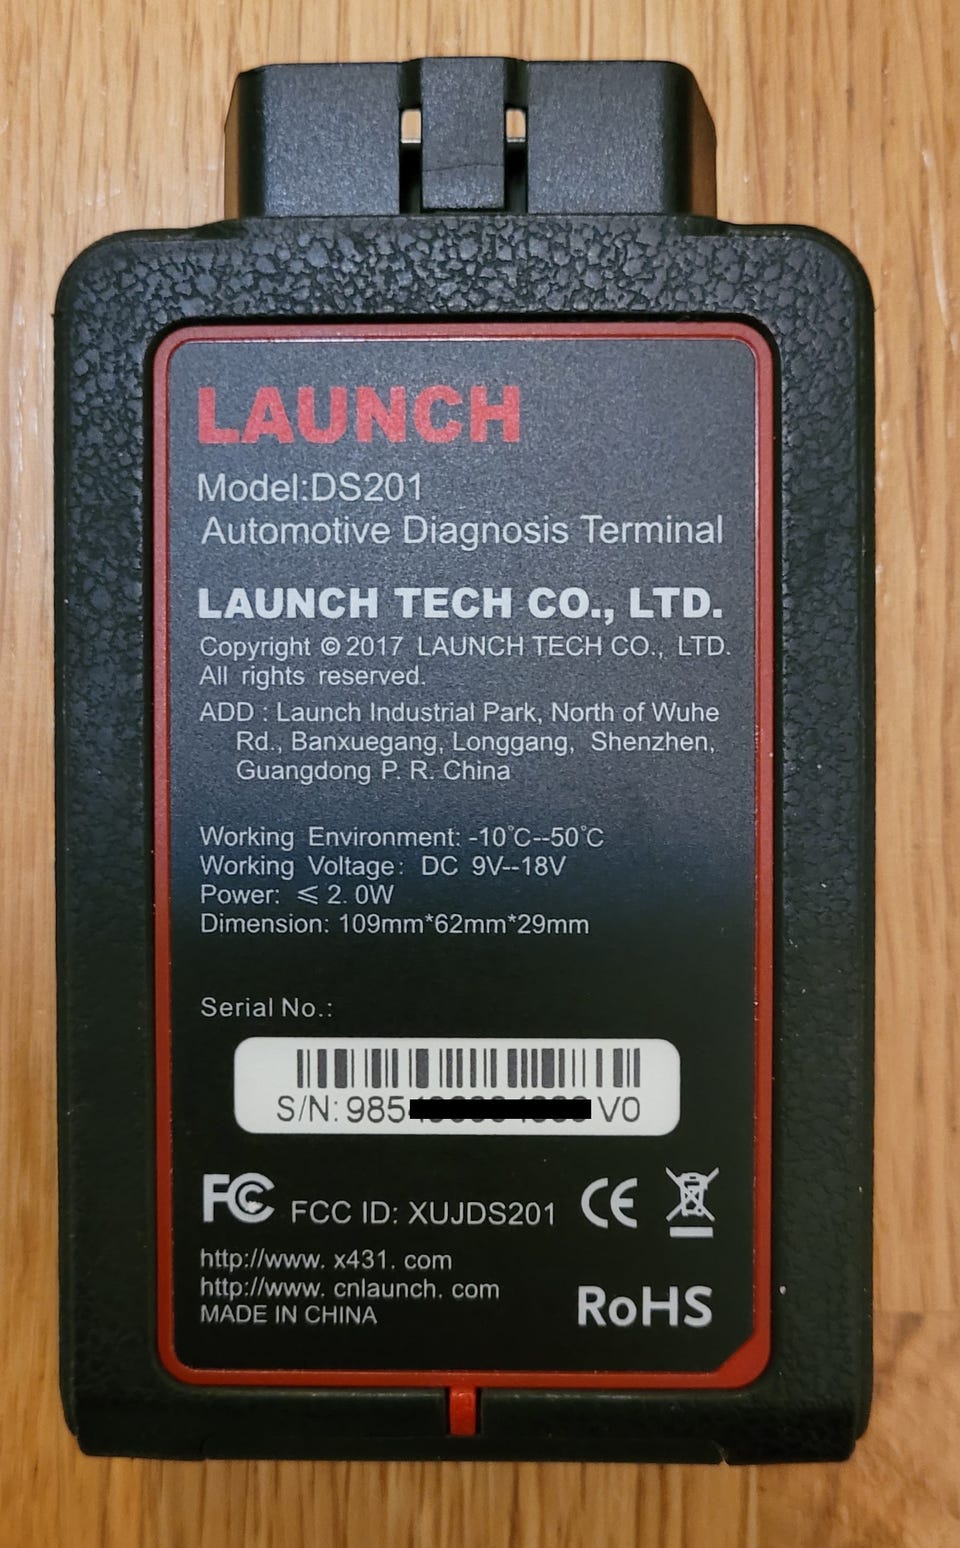 LAUNCH
Model:DS201
Automotive Diagnosis Terminal
LAUNCH TECH CO., LTD.
Copyright © 2017 LAUNCH TECH CO., LTD.
All rights reserved.
ADD : Launch Industrial Park, North of Wuhe
Rd., Banxuegang, Longgang, Shenzhen,
Guangdong P. R. China
Working Environment: -10°C--50°C
Working Voltage: DC 9V--18V
Power: ≤ 2. 0W
Dimension: 109mm*62mm*29mm
Serial No.:
S/N: 985 V0
FC FCC ID: XUJDS201 CE
http://www. x431. com
http://www. cnlaunch. com
MADE IN CHINA
RoHS